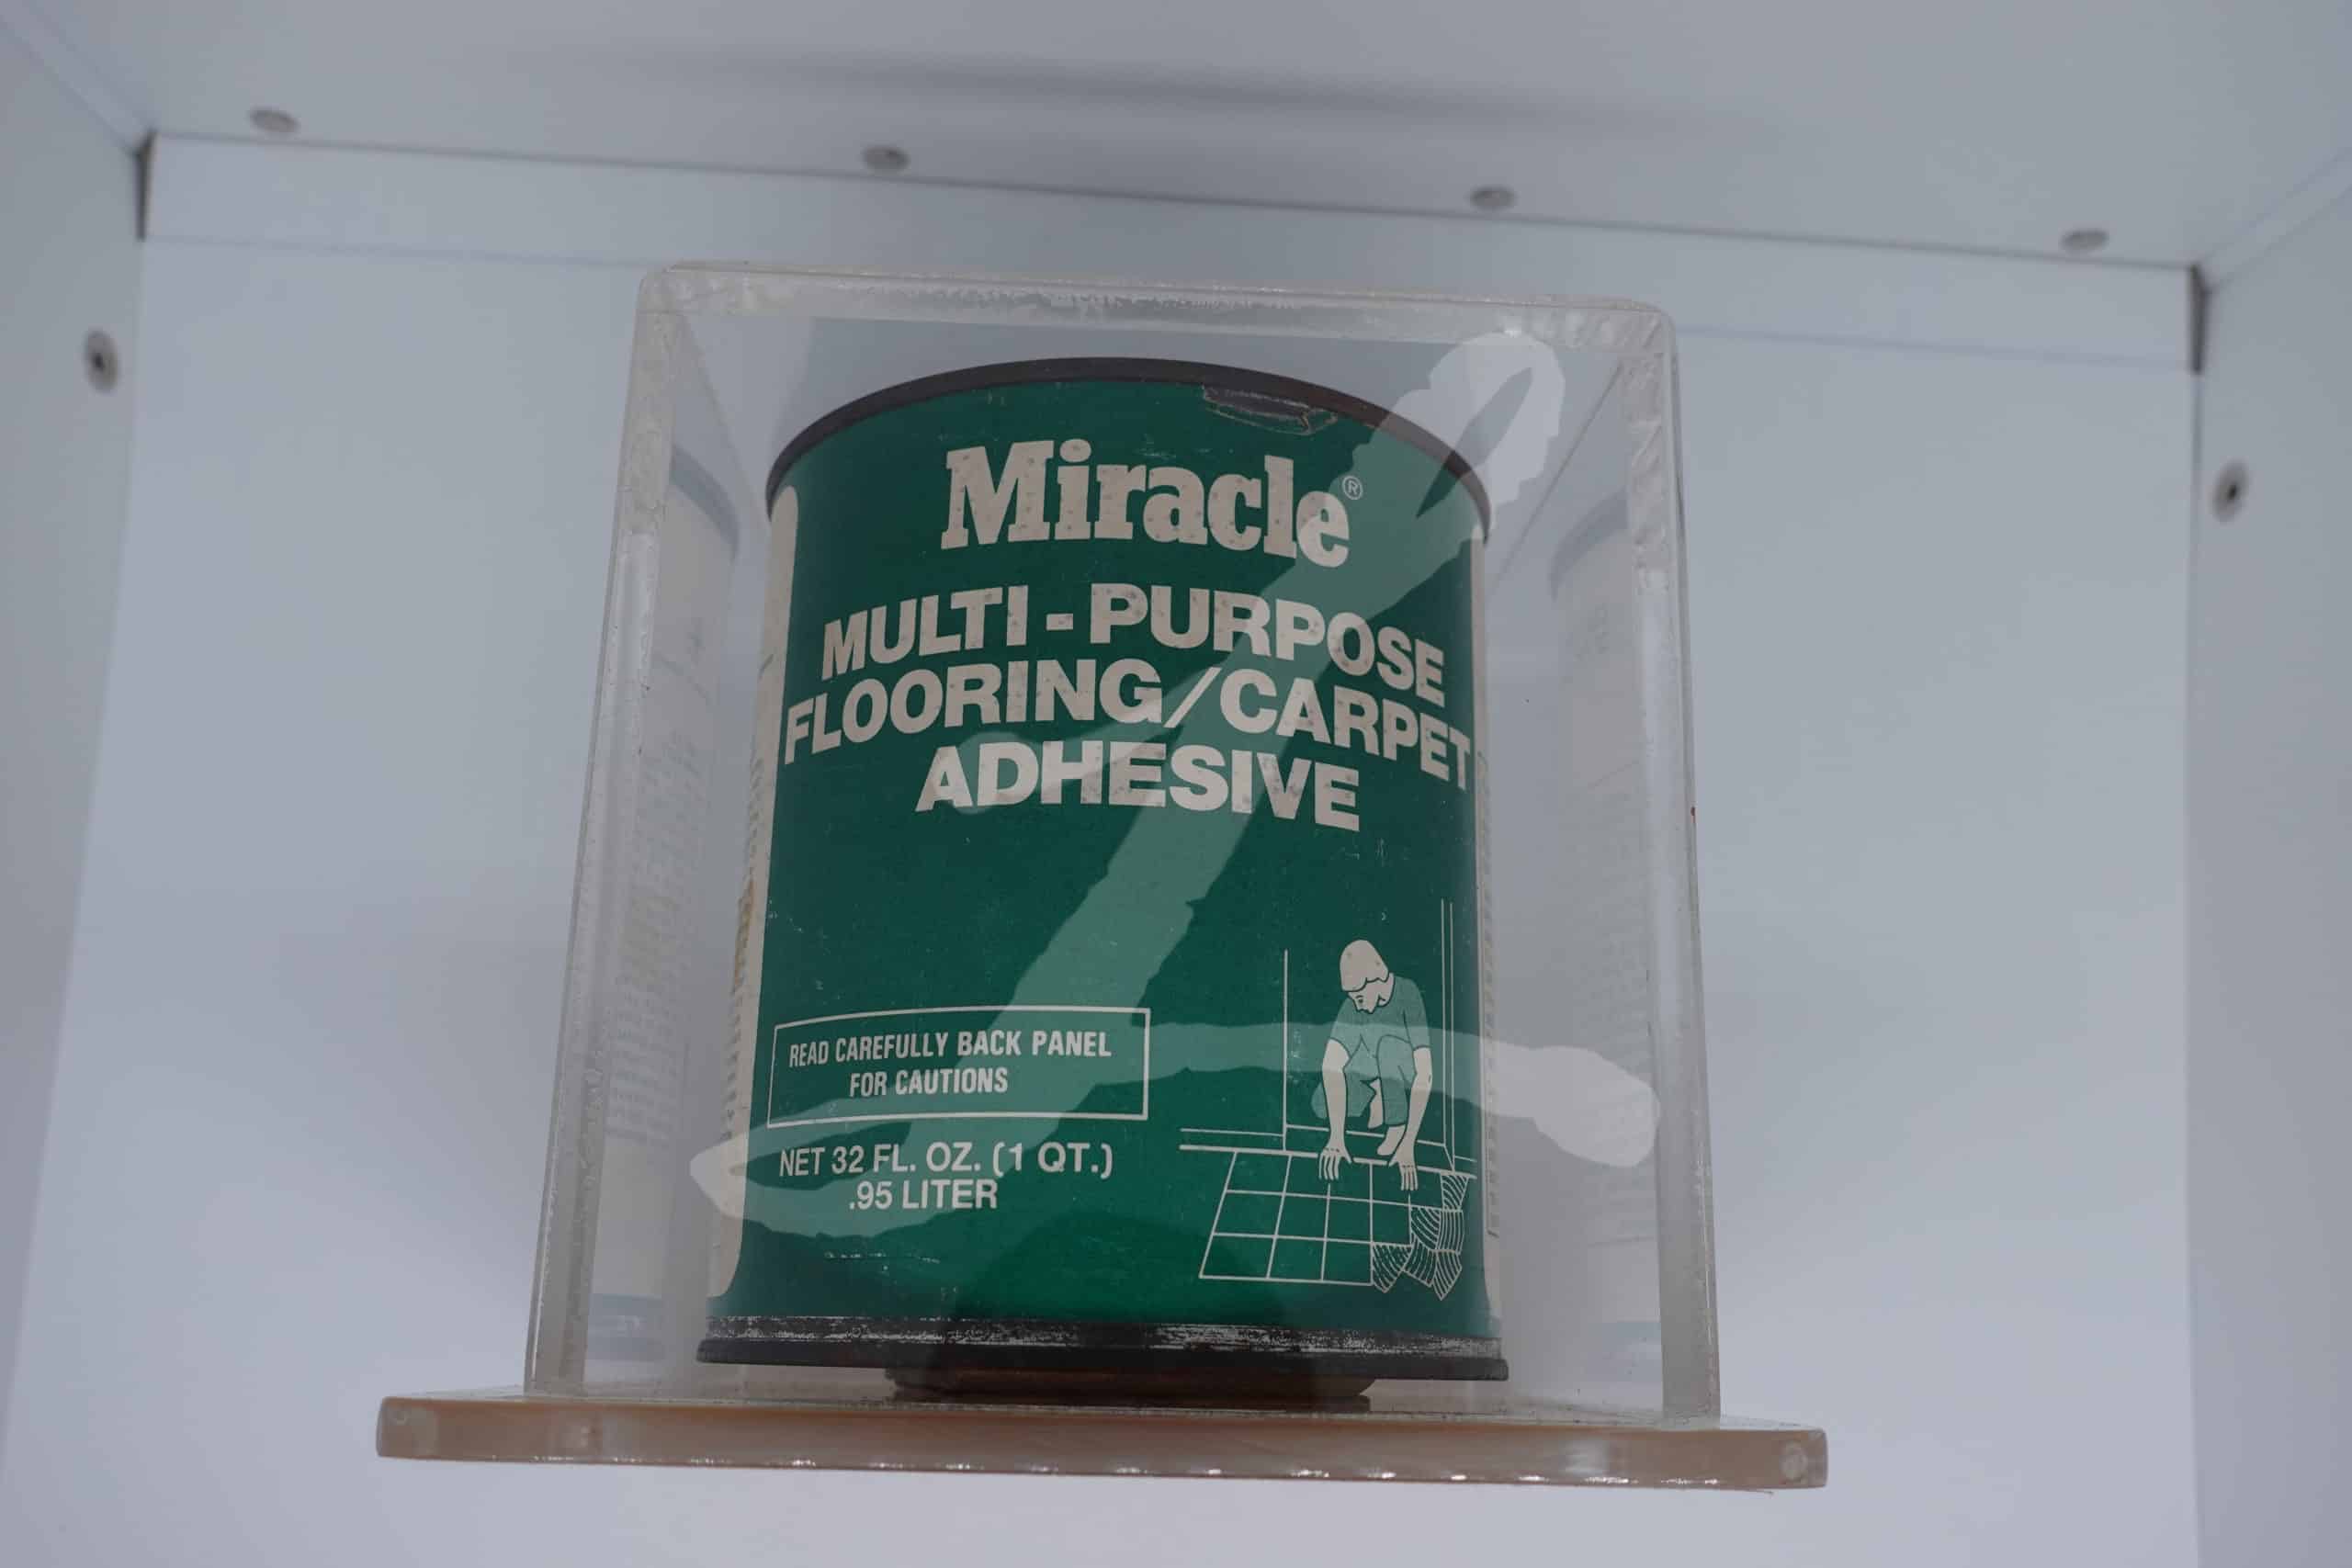 Miracle®
MULTI-PURPOSE
FLOORING/CARPET
ADHESIVE
READ CAREFULLY BACK PANEL
FOR CAUTIONS
NET 32 FL. OZ. (1 QT.)
.95 LITER